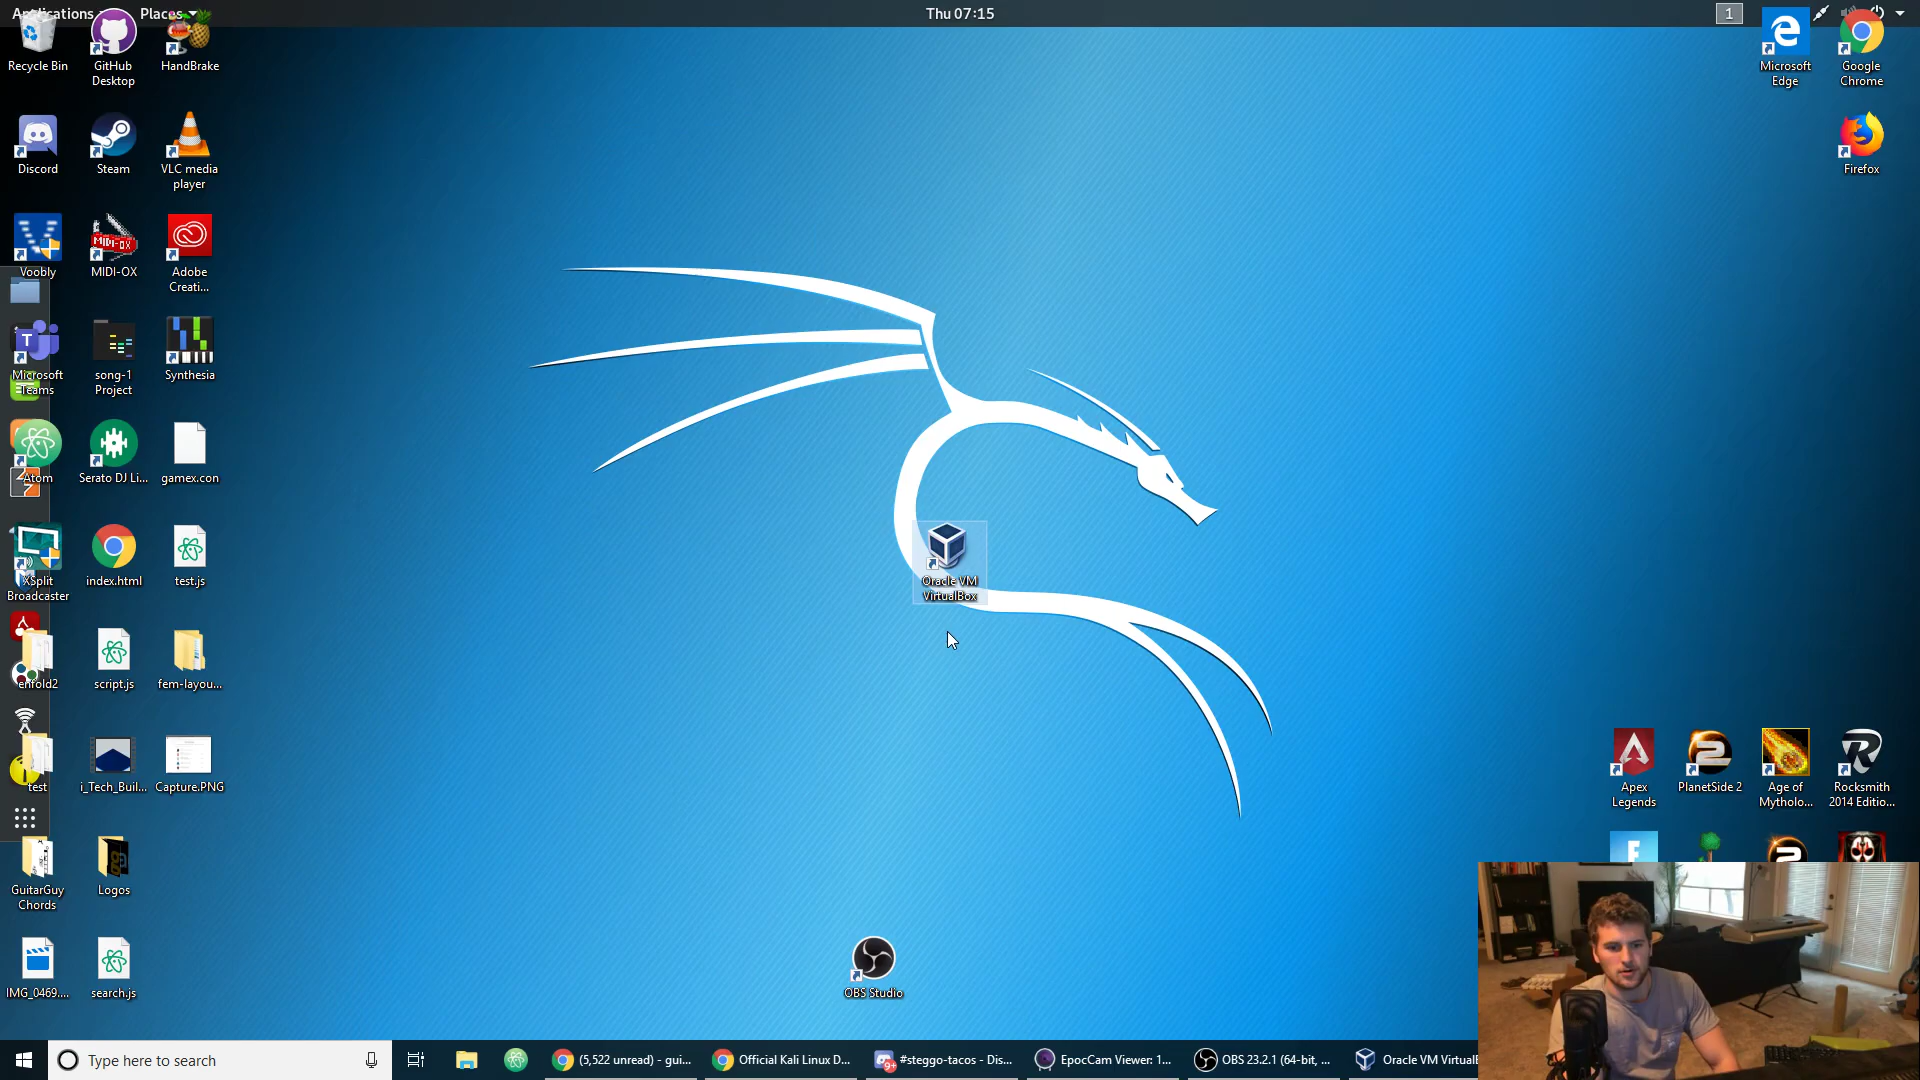 Applications
Places
Thu 07:15
1
Recycle Bin
GitHub
Desktop
HandBrake
Microsoft
Edge
Google
Chrome
Discord
Steam
VLC media
player
Firefox
Voobly
MIDI-OX
Adobe
Creati...
Microsoft
Teams
song-1
Project
Synthesia
Atom
Serato DJ Li...
gamex.con
XSplit
Broadcaster
index.html
test.js
Oracle VM
VirtualBox
enfold2
script.js
fem-layou...
test
i_Tech_Buil...
Capture.PNG
Apex
Legends
PlanetSide 2
Age of
Mytholo...
Rocksmith
2014 Editio...
GuitarGuy
Chords
Logos
IMG_0469....
search.js
OBS Studio
Type here to search
(5,522 unread) - gui...
Official Kali Linux D...
9+
#steggo-tacos - Dis...
EpocCam Viewer: 1...
OBS 23.2.1 (64-bit, ...
Oracle VM Virtual